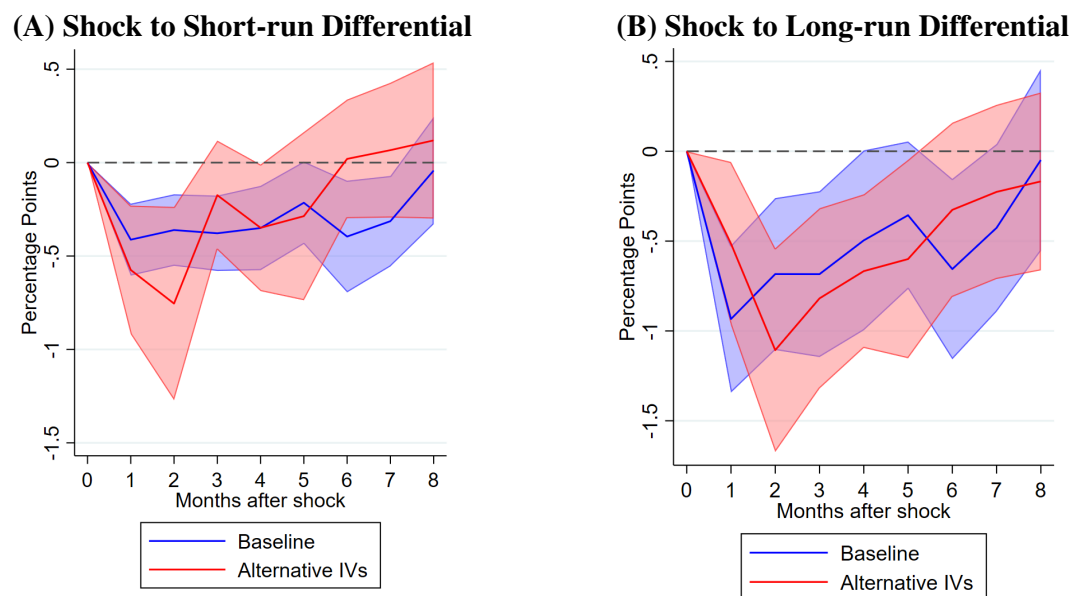 (A) Shock to Short-run Differential
.5
0
-.5
-1
-1.5
Percentage Points
0 1 2 3 4 5 6 7 8
Months after shock
Baseline
Alternative IVs
(B) Shock to Long-run Differential
.5
0
-.5
-1
-1.5
Percentage Points
0 1 2 3 4 5 6 7 8
Months after shock
Baseline
Alternative IVs